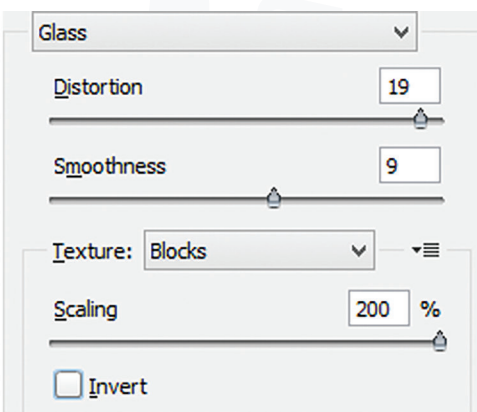 Glass
Distortion 19
Smoothness 9
Texture: Blocks
Scaling 200 %
Invert